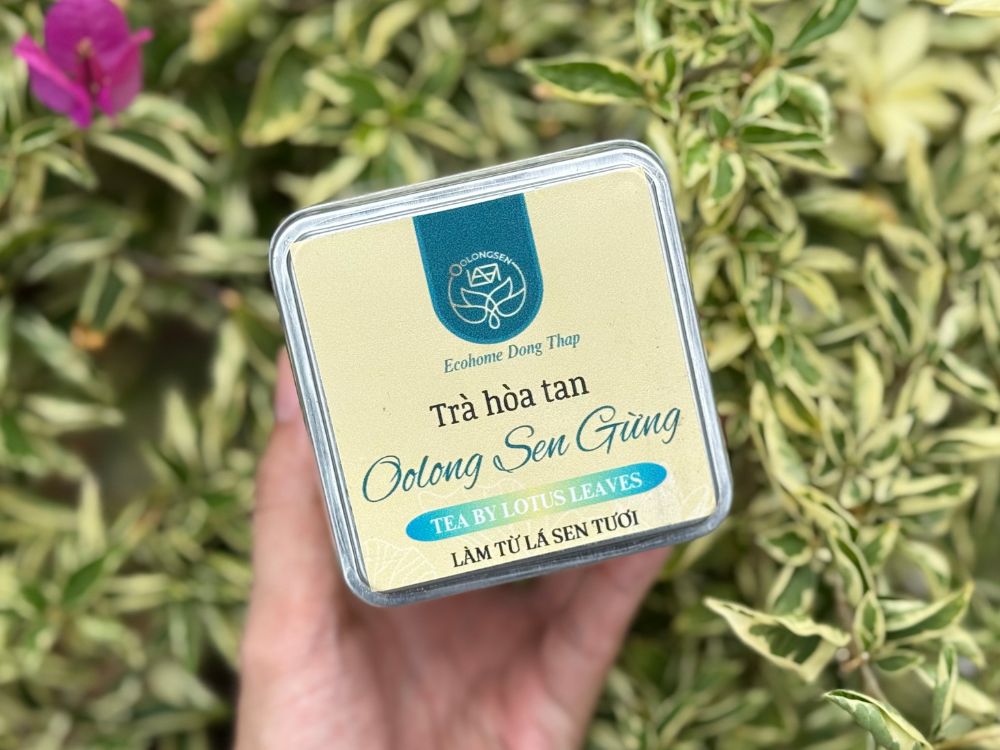 OOLONGSEN
Ecohome Dong Thap
Trà hòa tan
Oolong Sen Gừng
TEA BY LOTUS LEAVES
LÀM TỪ LÁ SEN TƯƠI